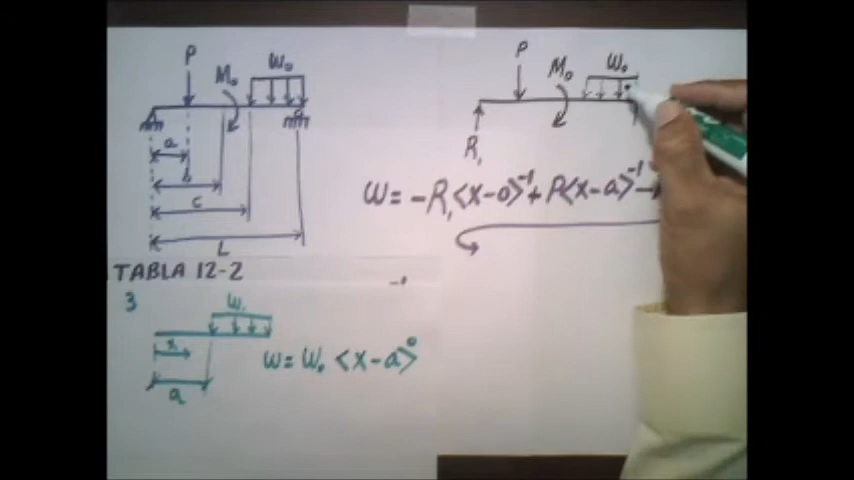 P
M₀
W₀
a
b
c
L
P
M₀
W₀
R₁
W = -R₁<x-0>⁻¹ + P<x-a>⁻¹ -
TABLA 12-2
3
W₀
x
a
W = W₀ <x-a>⁰